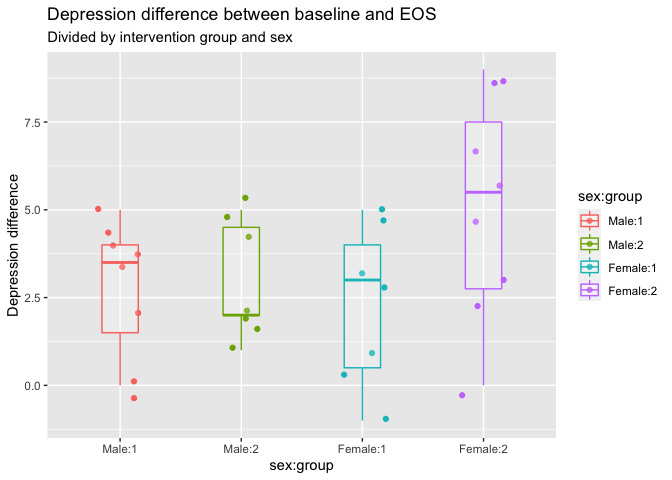 Depression difference between baseline and EOS
Divided by intervention group and sex
Depression difference
7.5
5.0
2.5
0.0
Male:1
Male:2
Female:1
Female:2
sex:group
sex:group
Male:1
Male:2
Female:1
Female:2